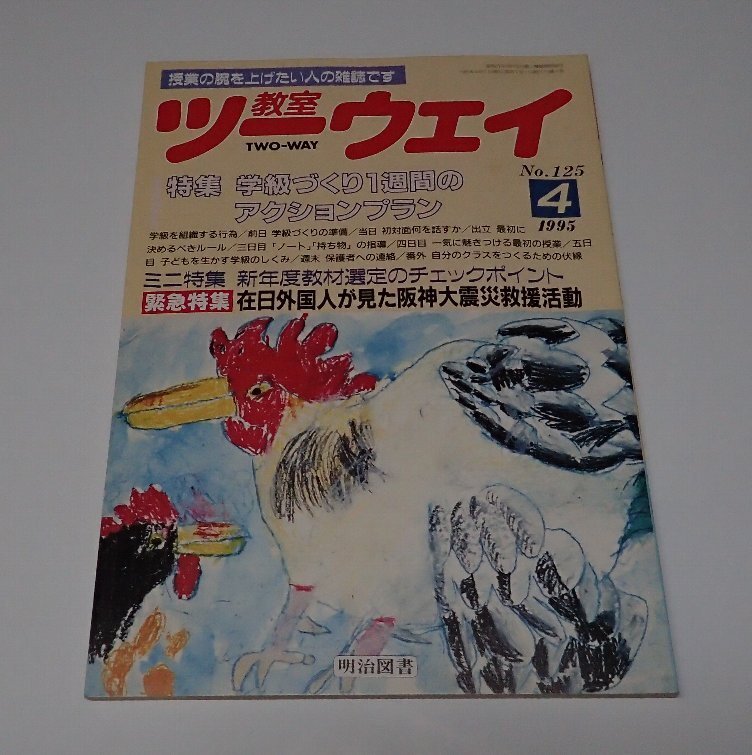 授業の腕を上げたい人の雑誌です
教室
ツーウェイ
TWO-WAY
No.125
4
1995
特集 学級づくり1週間の
アクションプラン
学級を組織する行為/前日 学級づくりの準備/当日 初対面何を話すか/出立 最初に
決めるべきルール/三日目「ノート」「持ち物」の指導/四日目 一気に魅きつける最初の授業/五日
目 子どもを生かす学級のしくみ/週末 保護者への連絡/番外 自分のクラスをつくるための伏線
ミニ特集 新年度教材選定のチェックポイント
緊急特集 在日外国人が見た阪神大震災救援活動
明治図書